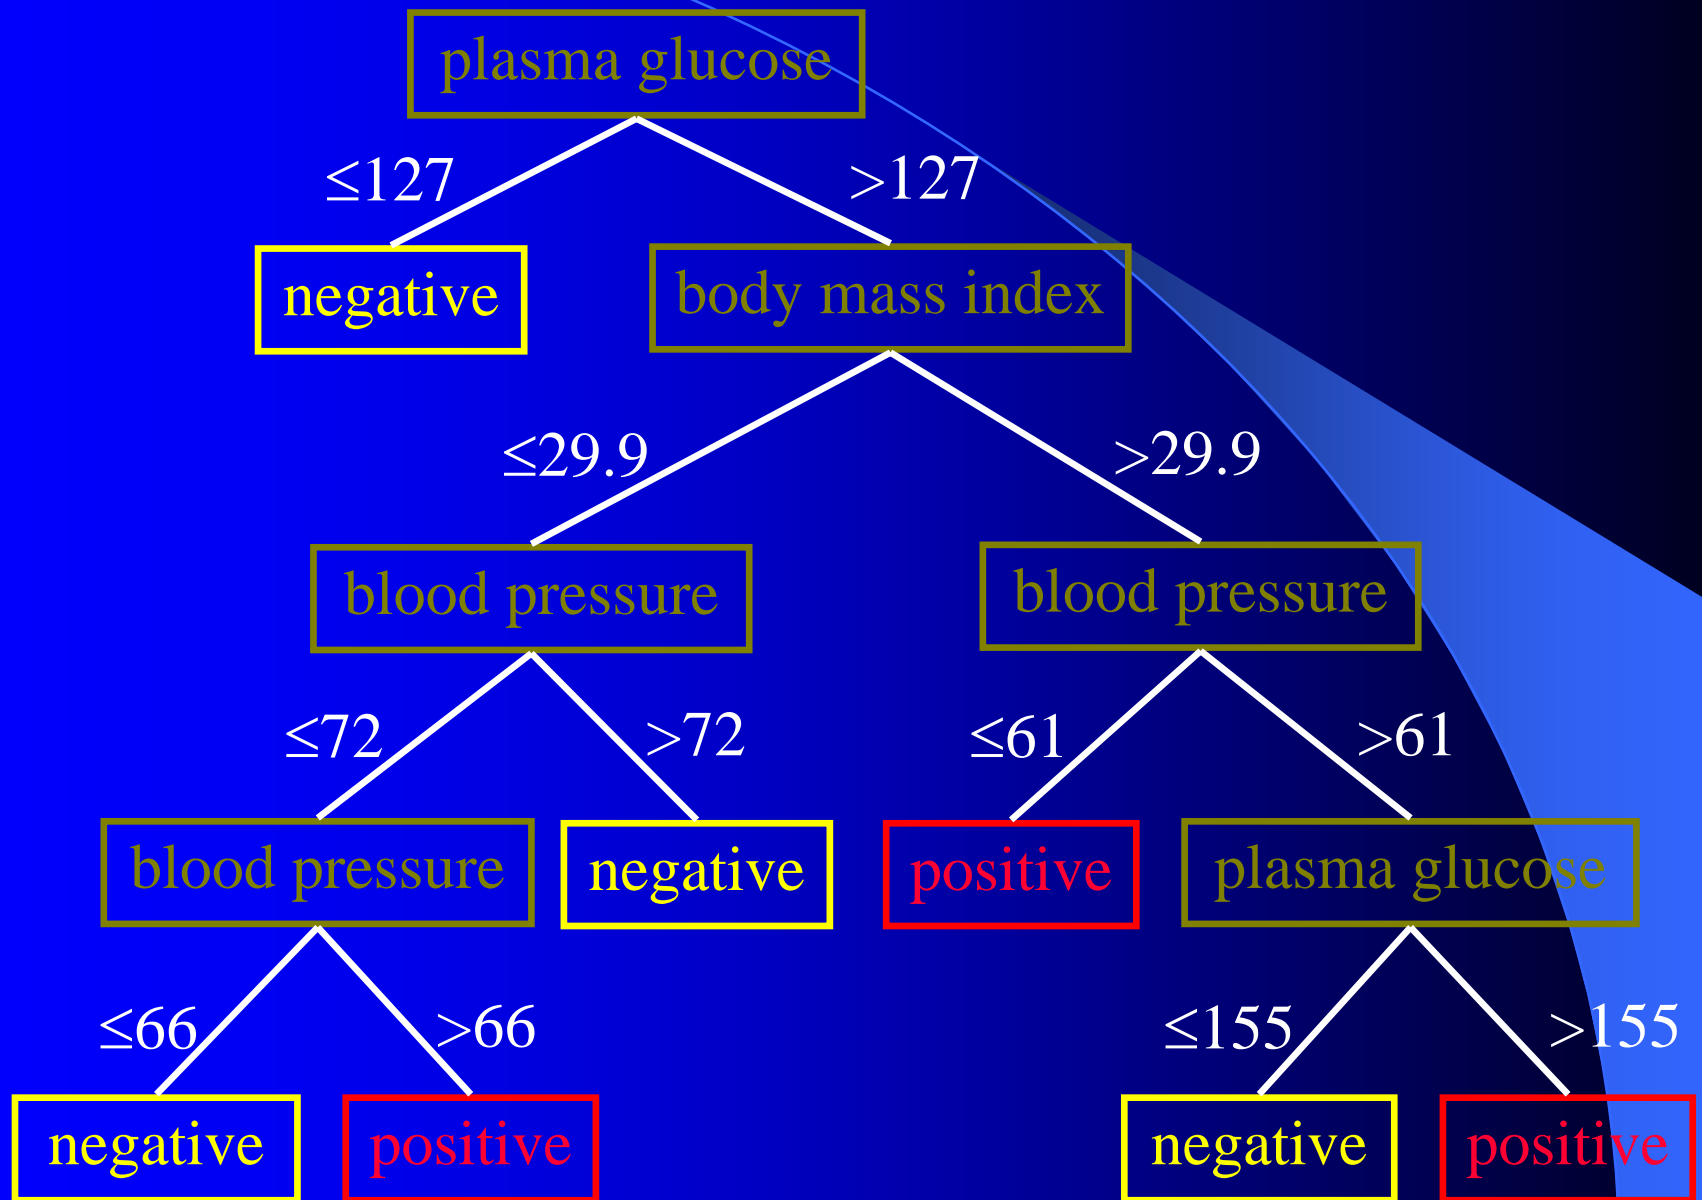 plasma glucose
≤127
>127
negative
body mass index
≤29.9
>29.9
blood pressure
blood pressure
≤72
>72
≤61
>61
blood pressure
negative
positive
plasma glucose
≤66
>66
≤155
>155
negative
positive
negative
positive